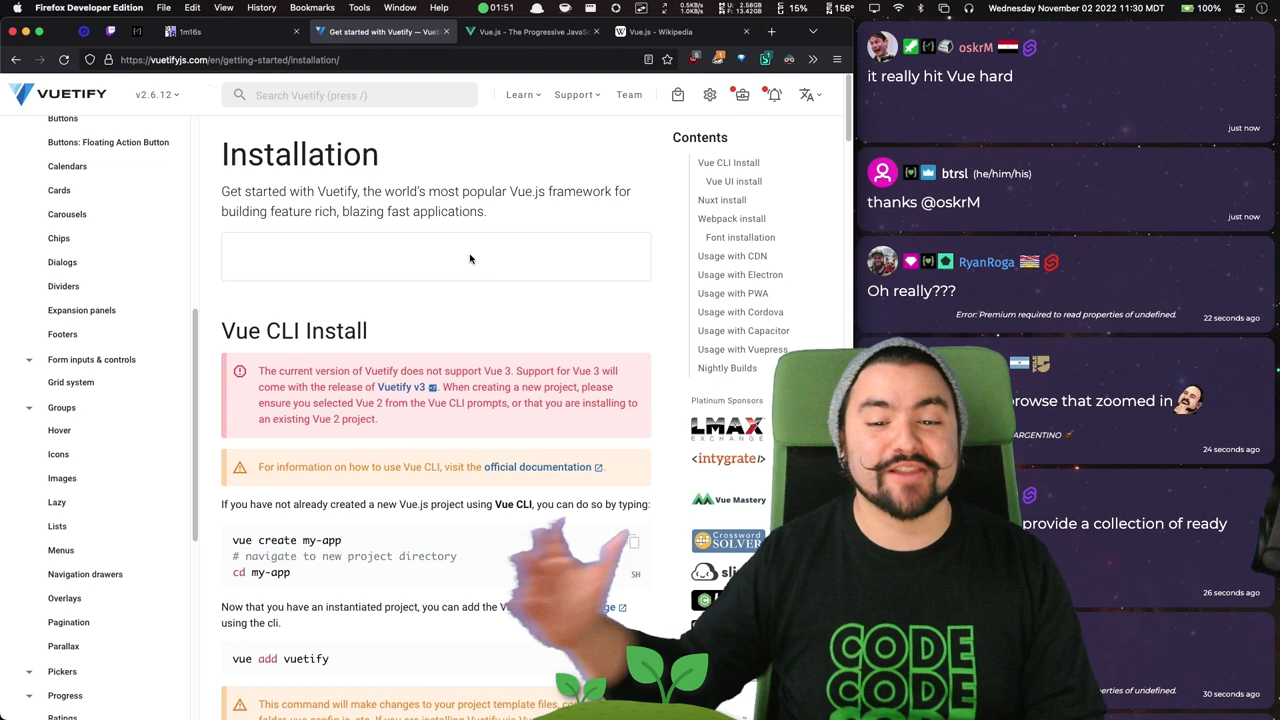 Firefox Developer Edition File Edit View History Bookmarks Tools Window Help 01:51
Wednesday November 02 2022 11:30 MDT 100%
1m16s
Get started with Vuetify — Vueti
Vue.js - The Progressive JavaSc
Vue.js - Wikipedia
https://vuetifyjs.com/en/getting-started/installation/
VUETIFY
v2.6.12
Search Vuetify (press /)
Learn
Support
Team
Buttons
Buttons: Floating Action Button
Calendars
Cards
Carousels
Chips
Dialogs
Dividers
Expansion panels
Footers
Form inputs & controls
Grid system
Groups
Hover
Icons
Images
Lazy
Lists
Menus
Navigation drawers
Overlays
Pagination
Parallax
Pickers
Progress
Ratings
Installation
Get started with Vuetify, the world's most popular Vue.js framework for
building feature rich, blazing fast applications.
Vue CLI Install
The current version of Vuetify does not support Vue 3. Support for Vue 3 will
come with the release of Vuetify v3. When creating a new project, please
ensure you selected Vue 2 from the Vue CLI prompts, or that you are installing to
an existing Vue 2 project.
For information on how to use Vue CLI, visit the official documentation.
If you have not already created a new Vue.js project using Vue CLI, you can do so by typing:
vue create my-app
# navigate to new project directory
cd my-app
SH
Now that you have an instantiated project, you can add the
using the cli.
vue add vuetify
This command will make changes to your project template files,
Contents
Vue CLI Install
Vue UI install
Nuxt install
Webpack install
Font installation
Usage with CDN
Usage with Electron
Usage with PWA
Usage with Cordova
Usage with Capacitor
Usage with Vuepress
Nightly Builds
Platinum Sponsors
LMAX
EXCHANGE
<intygrate/>
Vue Mastery
Crossword
SOLVER
oskrM
it really hit Vue hard
just now
btrsl (he/him/his)
thanks @oskrM
just now
RyanRoga
Oh really???
Error: Premium required to read properties of undefined.
22 seconds ago
that zoomed in
ARGENTINO
24 seconds ago
provide a collection of ready
26 seconds ago
of undefined.
30 seconds ago
CODE
CODE